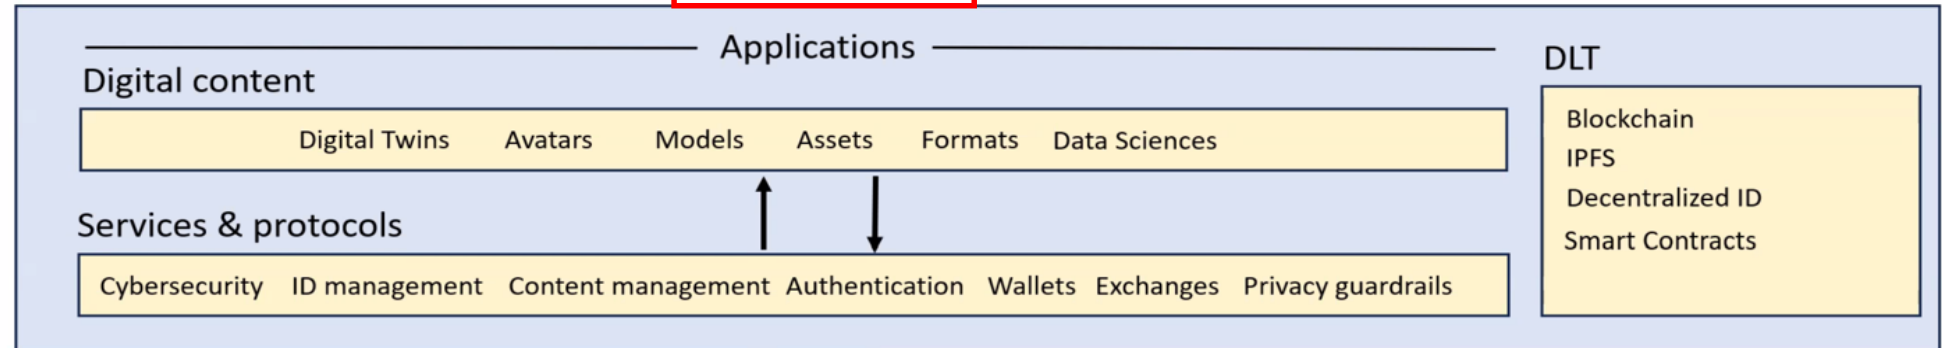 Applications
DLT
Digital content
Digital Twins Avatars Models Assets Formats Data Sciences
Services & protocols
Cybersecurity ID management Content management Authentication Wallets Exchanges Privacy guardrails
Blockchain
IPFS
Decentralized ID
Smart Contracts